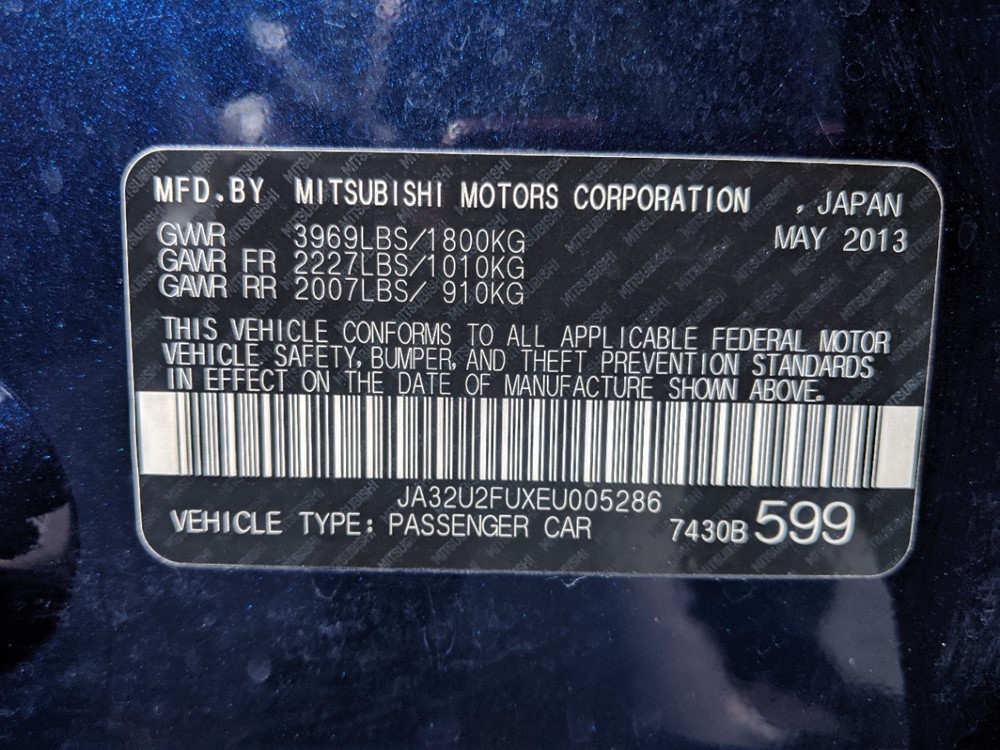 MFD.BY MITSUBISHI MOTORS CORPORATION , JAPAN
GVWR 3969LBS/1800KG MAY 2013
GAWR FR 2227LBS/1010KG
GAWR RR 2007LBS/ 910KG
THIS VEHICLE CONFORMS TO ALL APPLICABLE FEDERAL MOTOR
VEHICLE SAFETY, BUMPER, AND THEFT PREVENTION STANDARDS
IN EFFECT ON THE DATE OF MANUFACTURE SHOWN ABOVE.
JA32U2FUXEU005286
VEHICLE TYPE: PASSENGER CAR 7430B 599